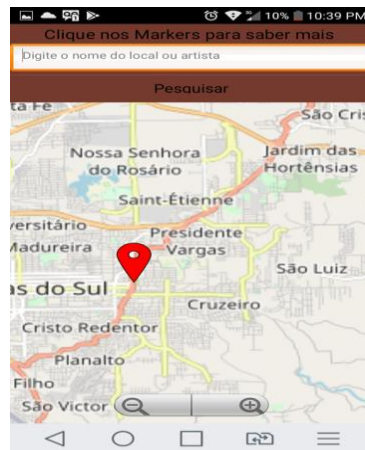 10% 10:39 PM
Clique nos Markers para saber mais
Digite o nome do local ou artista
Pesquisar
ta Fe
São Cris
Nossa Senhora
do Rosário
Jardim das
Hortênsias
Saint-Étienne
versitário
Madureira
Presidente
Vargas
São Luiz
as do Sul
Cruzeiro
Cristo Redentor
Planalto
Filho
São Victor